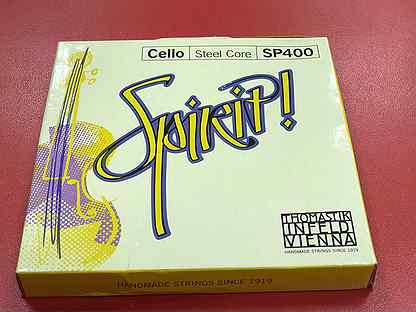 Cello Steel Core SP400
Spirit!
THOMASTIK
INFELD
VIENNA
HANDMADE STRINGS SINCE 1919
HANDMADE STRINGS SINCE 1919